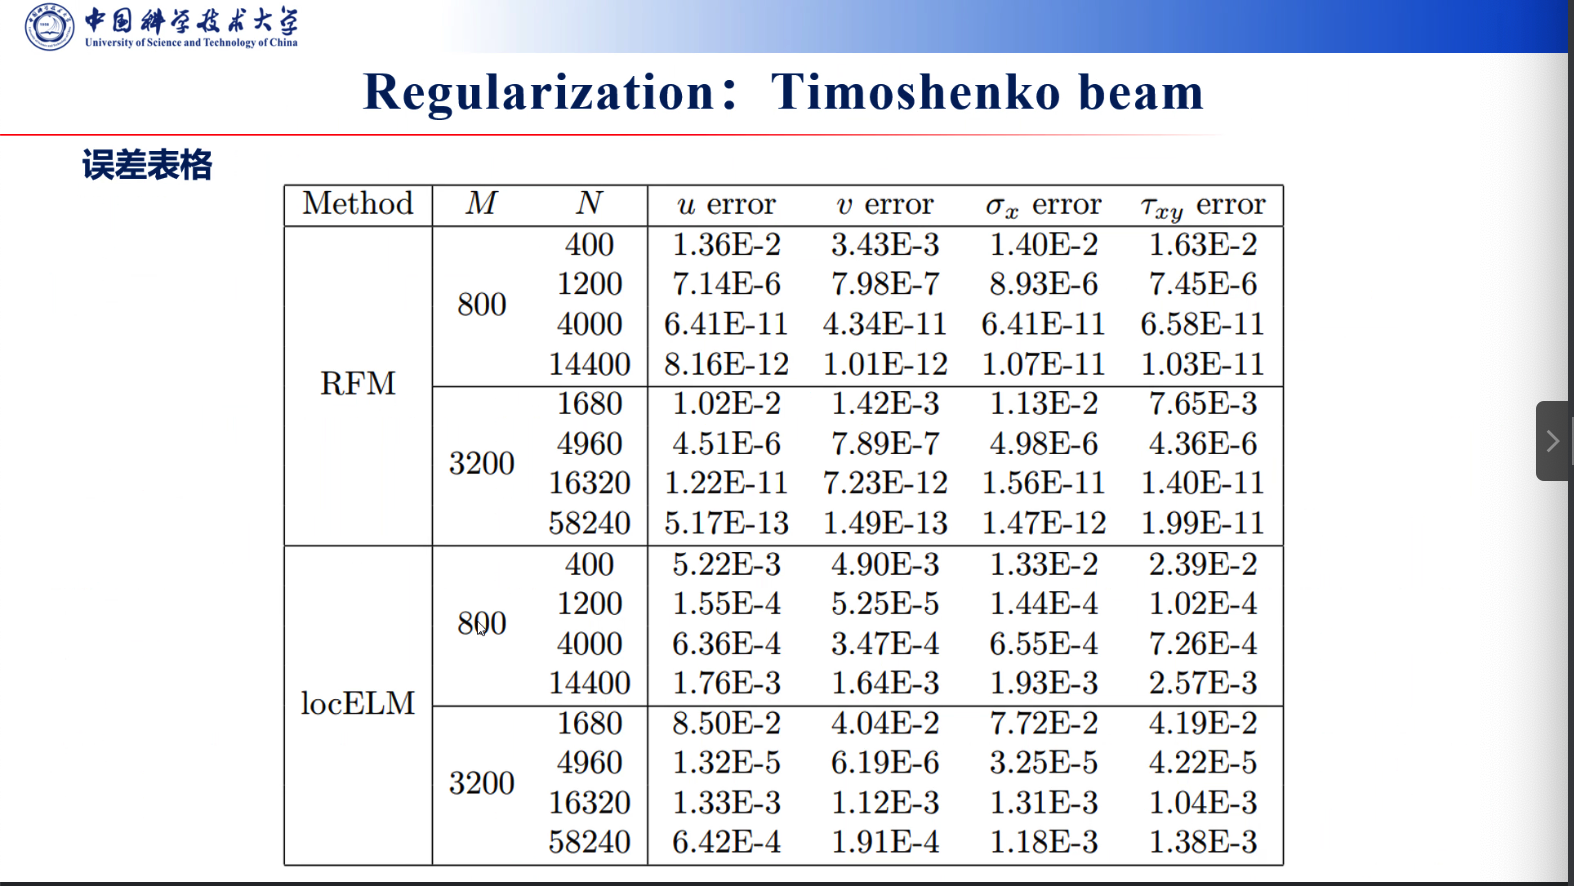 中国科学技术大学
University of Science and Technology of China
Regularization：Timoshenko beam
误差表格
Method M N u error v error σx error τxy error
RFM
800
400 1.36E-2 3.43E-3 1.40E-2 1.63E-2
1200 7.14E-6 7.98E-7 8.93E-6 7.45E-6
4000 6.41E-11 4.34E-11 6.41E-11 6.58E-11
14400 8.16E-12 1.01E-12 1.07E-11 1.03E-11
3200
1680 1.02E-2 1.42E-3 1.13E-2 7.65E-3
4960 4.51E-6 7.89E-7 4.98E-6 4.36E-6
16320 1.22E-11 7.23E-12 1.56E-11 1.40E-11
58240 5.17E-13 1.49E-13 1.47E-12 1.99E-11
locELM
800
400 5.22E-3 4.90E-3 1.33E-2 2.39E-2
1200 1.55E-4 5.25E-5 1.44E-4 1.02E-4
4000 6.36E-4 3.47E-4 6.55E-4 7.26E-4
14400 1.76E-3 1.64E-3 1.93E-3 2.57E-3
3200
1680 8.50E-2 4.04E-2 7.72E-2 4.19E-2
4960 1.32E-5 6.19E-6 3.25E-5 4.22E-5
16320 1.33E-3 1.12E-3 1.31E-3 1.04E-3
58240 6.42E-4 1.91E-4 1.18E-3 1.38E-3